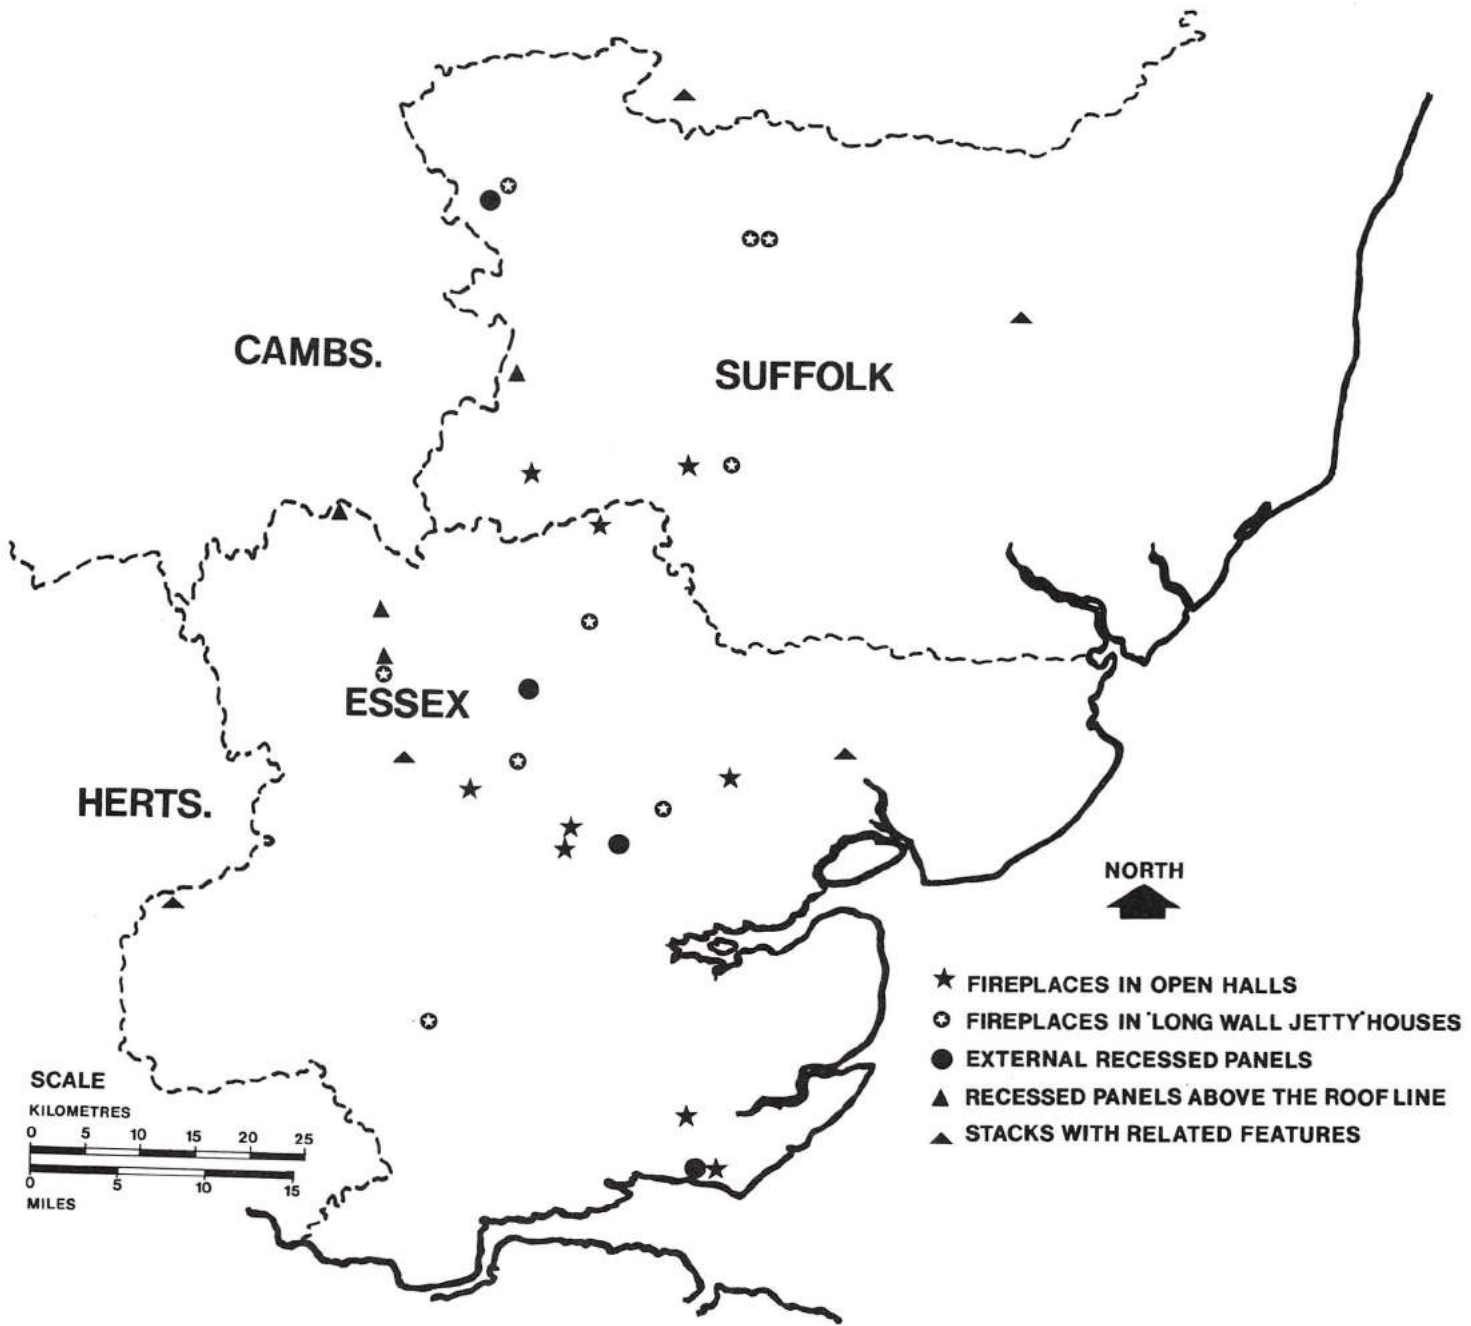 CAMBS.
SUFFOLK
ESSEX
HERTS.
NORTH
FIREPLACES IN OPEN HALLS
FIREPLACES IN 'LONG WALL JETTY' HOUSES
EXTERNAL RECESSED PANELS
RECESSED PANELS ABOVE THE ROOF LINE
STACKS WITH RELATED FEATURES
SCALE
KILOMETRES
0 5 10 15 20 25
0 5 10 15
MILES